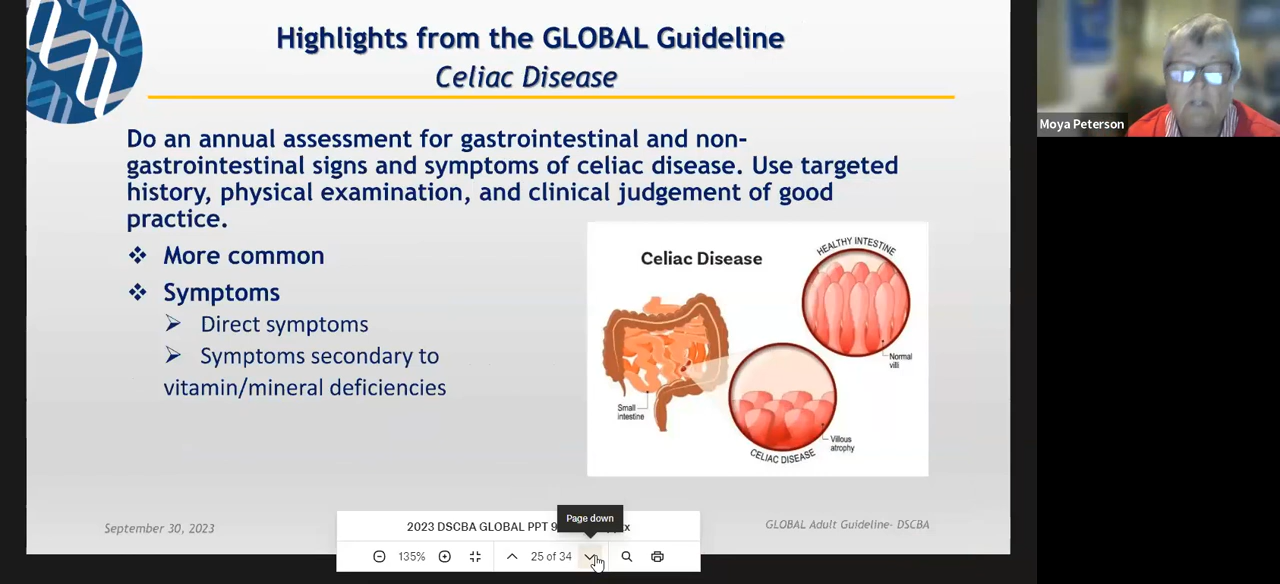 Highlights from the GLOBAL Guideline
Celiac Disease
Do an annual assessment for gastrointestinal and non-
gastrointestinal signs and symptoms of celiac disease. Use targeted
history, physical examination, and clinical judgement of good
practice.
More common
Symptoms
Direct symptoms
Symptoms secondary to
vitamin/mineral deficiencies
Celiac Disease
HEALTHY INTESTINE
Normal
villi
Small
intestine
Villous
atrophy
CELIAC DISEASE
September 30, 2023
GLOBAL Adult Guideline- DSCBA
Page down
2023 DSCBA GLOBAL PPT 9
135%
25 of 34
Moya Peterson